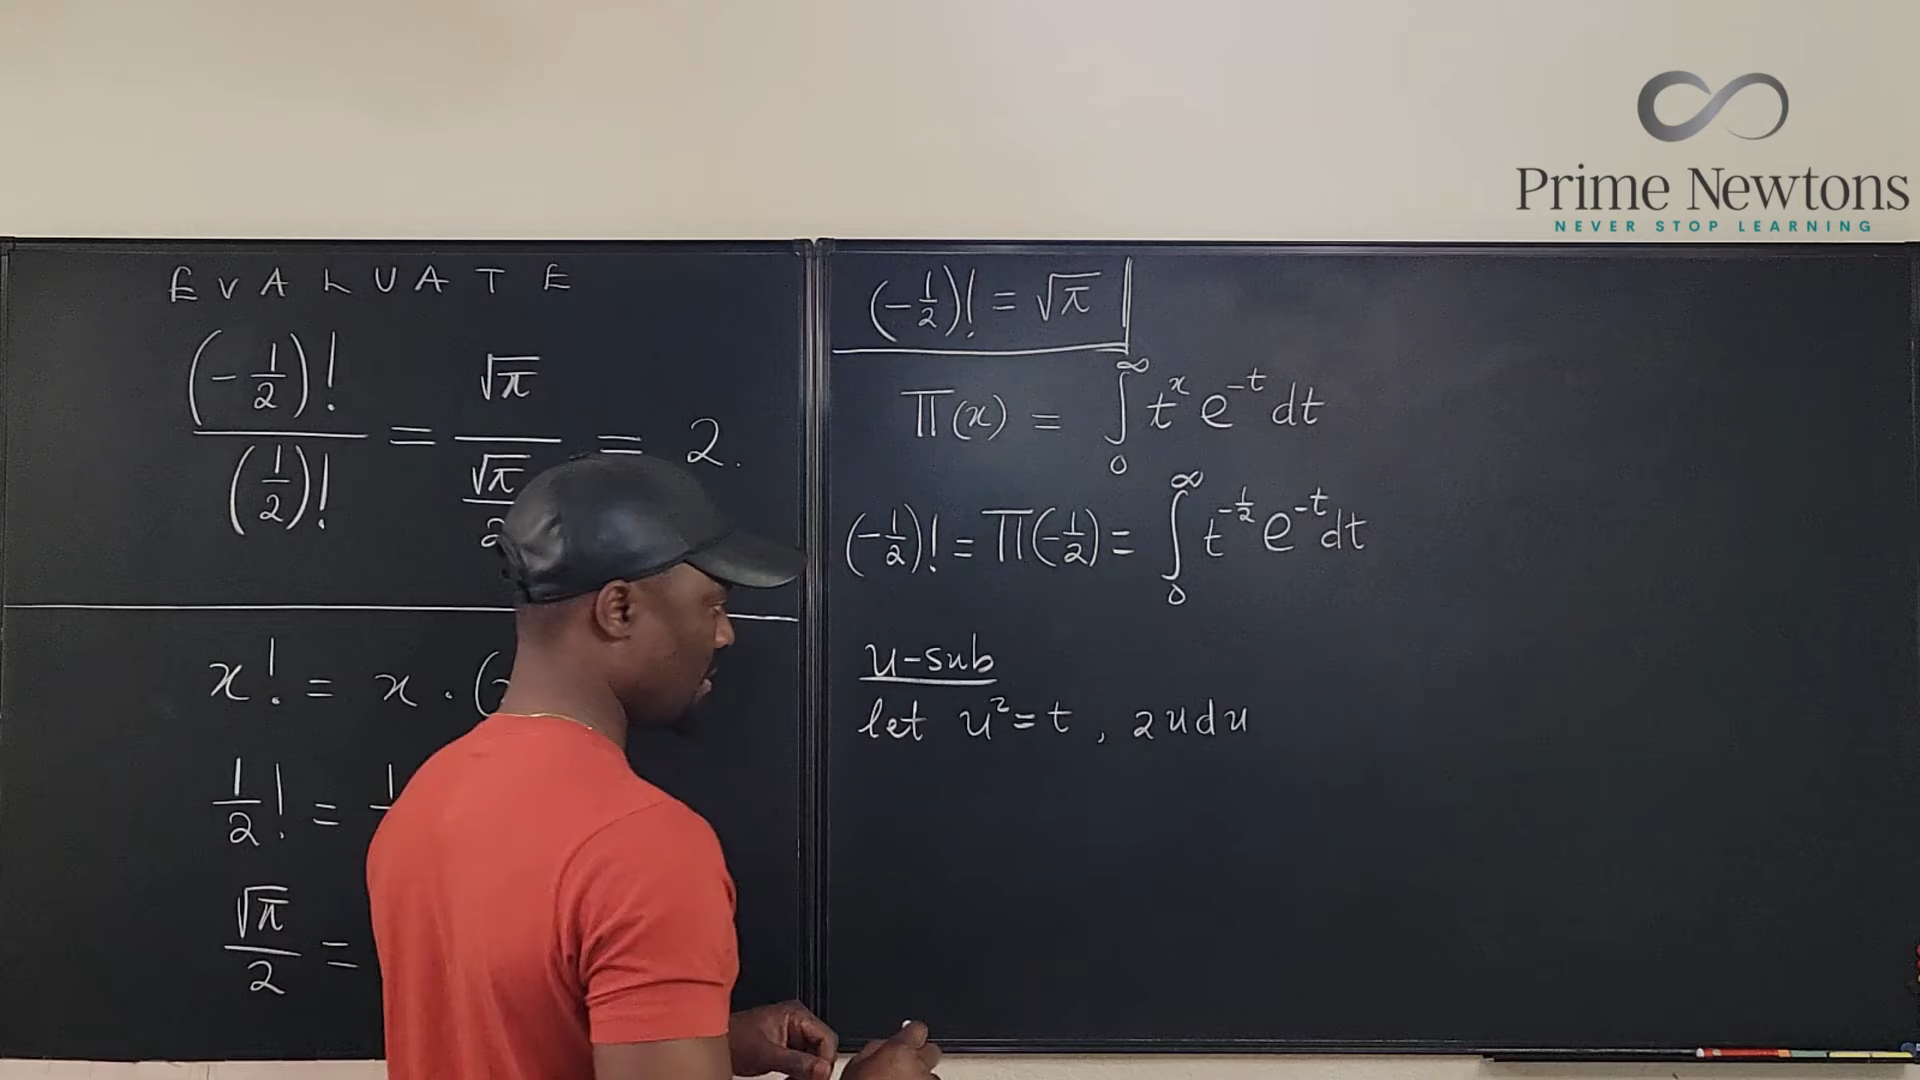 Prime Newtons
NEVER STOP LEARNING
EVALUATE
(-1/2)! / (1/2)! = √π / (√π/2) = 2.
x! = x · (
1/2! = 1
√π/2 =
(-1/2)! = √π
Π(x) = ∫₀^∞ t^x e^-t dt
(-1/2)! = Π(-1/2) = ∫₀^∞ t^-1/2 e^-t dt
u-sub
let u² = t , 2udu